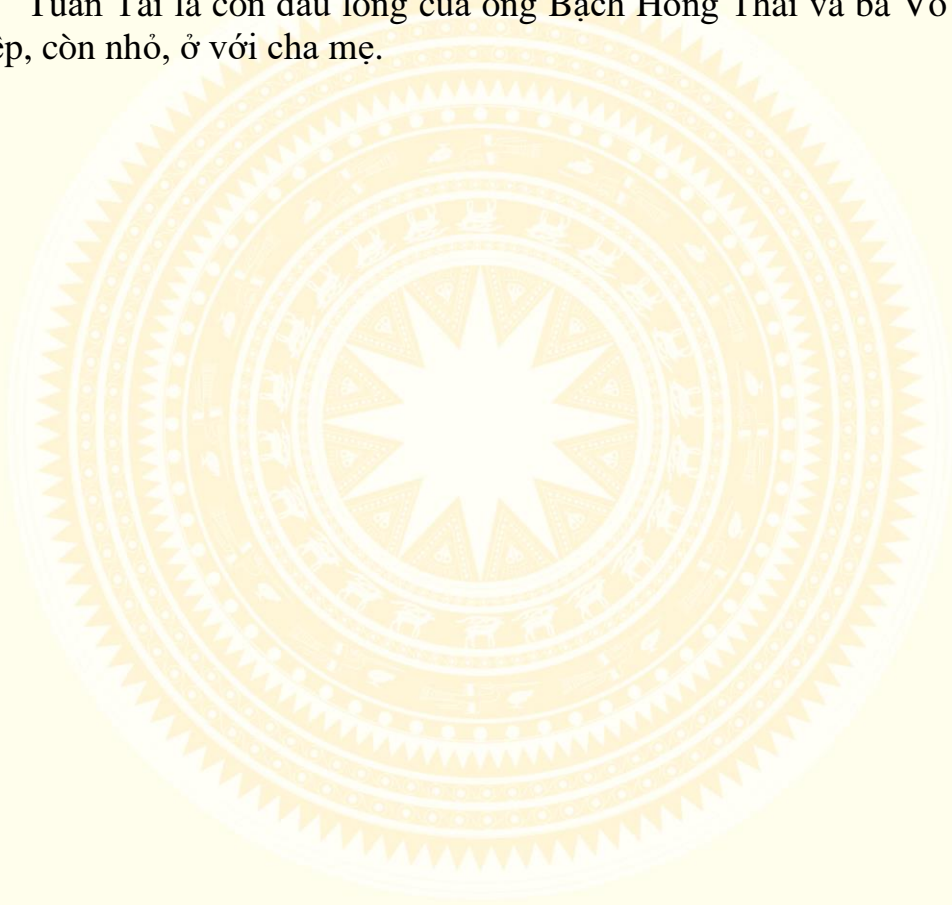 Tuấn Tài là con đầu lòng của ông Bạch Hồng Thái và bà Võ
ệp, còn nhỏ, ở với cha mẹ.